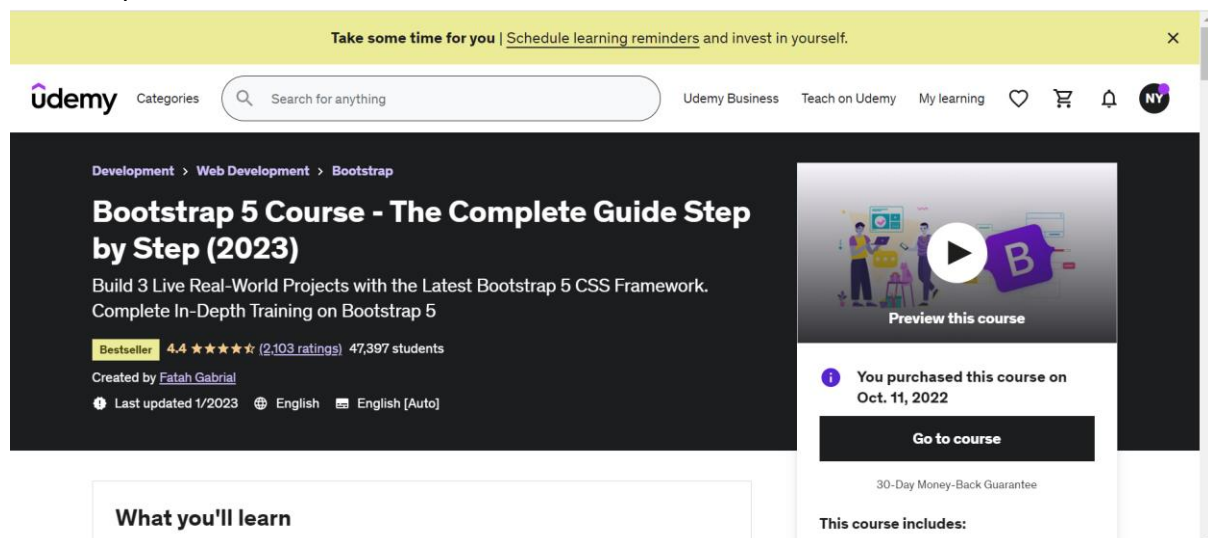 Take some time for you | Schedule learning reminders and invest in yourself.
ûdemy Categories Search for anything Udemy Business Teach on Udemy My learning NY
Development > Web Development > Bootstrap
Bootstrap 5 Course - The Complete Guide Step
by Step (2023)
Build 3 Live Real-World Projects with the Latest Bootstrap 5 CSS Framework.
Complete In-Depth Training on Bootstrap 5
Bestseller 4.4 (2,103 ratings) 47,397 students
Created by Fatah Gabrial
Last updated 1/2023 English English [Auto]
B
Preview this course
You purchased this course on
Oct. 11, 2022
Go to course
30-Day Money-Back Guarantee
This course includes:
What you'll learn